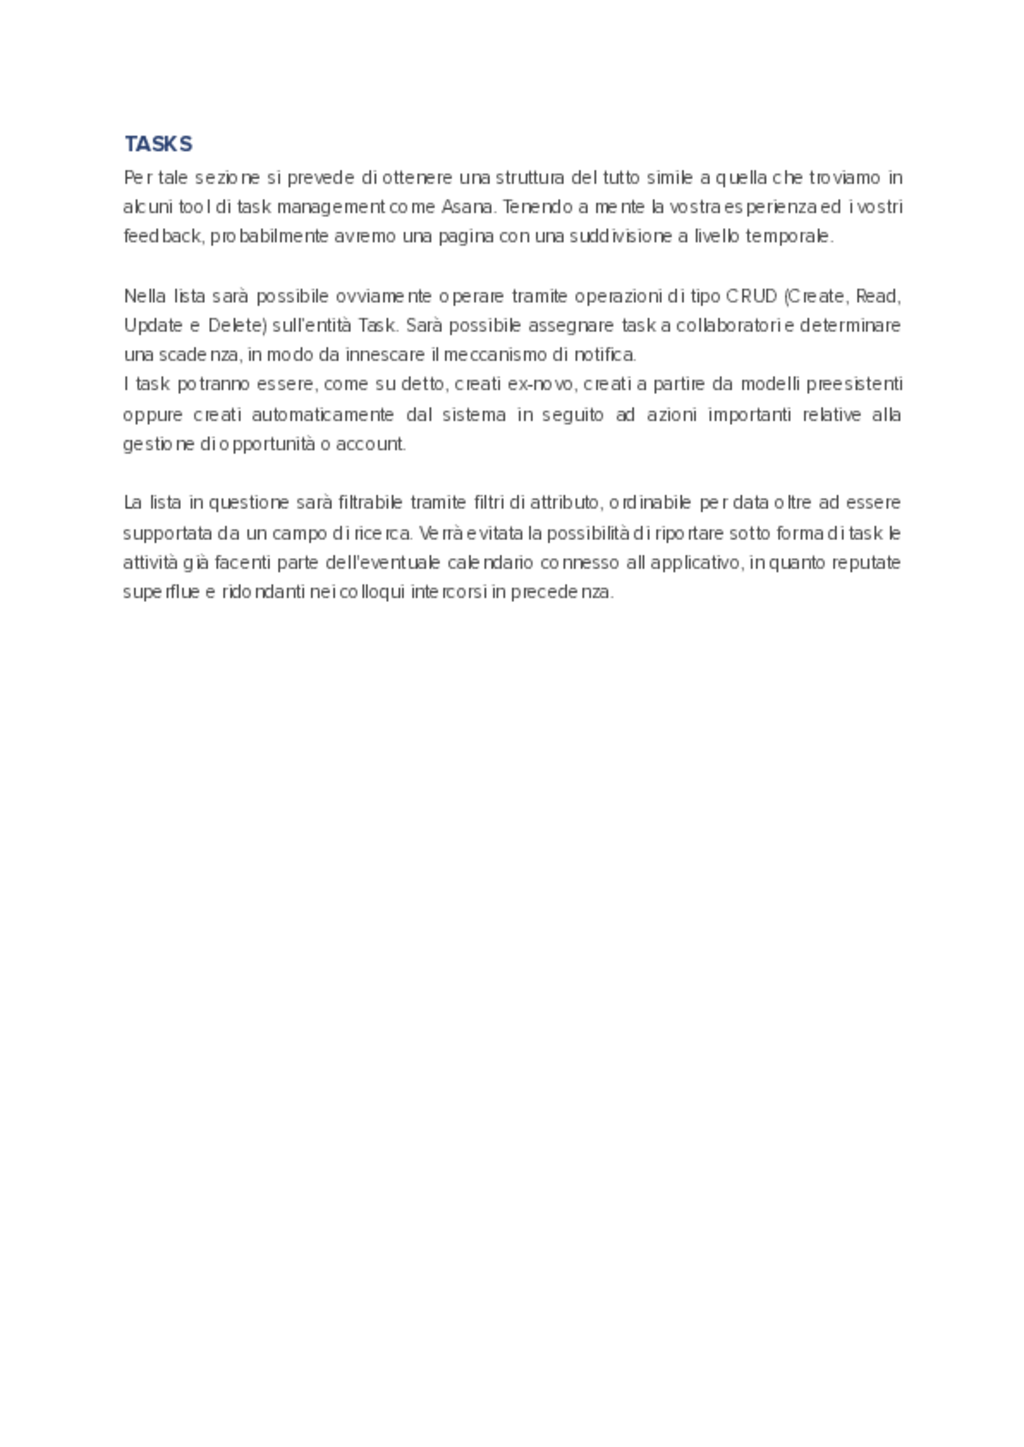 TASKS
Per tale sezione si prevede di ottenere una struttura del tutto simile a quella che troviamo in
alcuni tool di task management come Asana. Tenendo a mente la vostra esperienza ed i vostri
feedback, probabilmente avremo una pagina con una suddivisione a livello temporale.
Nella lista sarà possibile ovviamente operare tramite operazioni di tipo CRUD (Create, Read,
Update e Delete) sull'entità Task. Sarà possibile assegnare task a collaboratori e determinare
una scadenza, in modo da innescare il meccanismo di notifica.
I task potranno essere, come su detto, creati ex-novo, creati a partire da modelli preesistenti
oppure creati automaticamente dal sistema in seguito ad azioni importanti relative alla
gestione di opportunità o account.
La lista in questione sarà filtrabile tramite filtri di attributo, ordinabile per data oltre ad essere
supportata da un campo di ricerca. Verrà evitata la possibilità di riportare sotto forma di task le
attività già facenti parte dell'eventuale calendario connesso all applicativo, in quanto reputate
superflue e ridondanti nei colloqui intercorsi in precedenza.